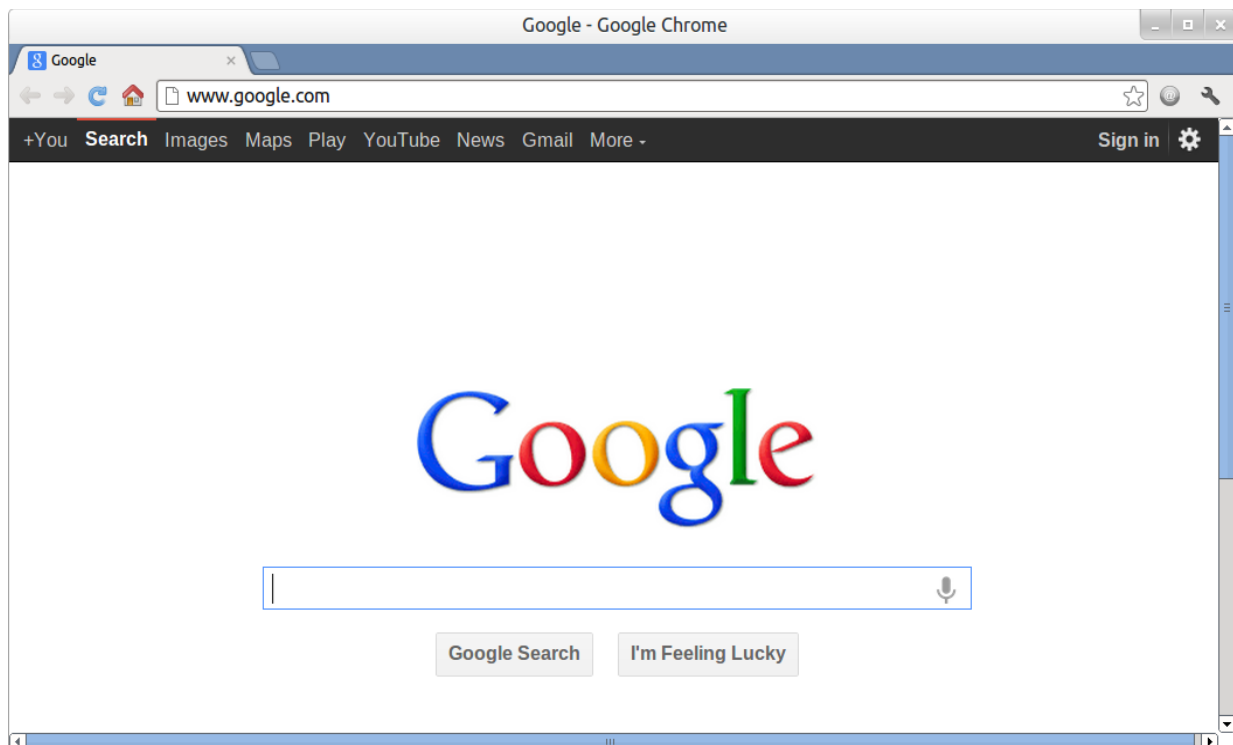 Google - Google Chrome
Google
www.google.com
+You Search Images Maps Play YouTube News Gmail More Sign in
Google
Google Search I'm Feeling Lucky